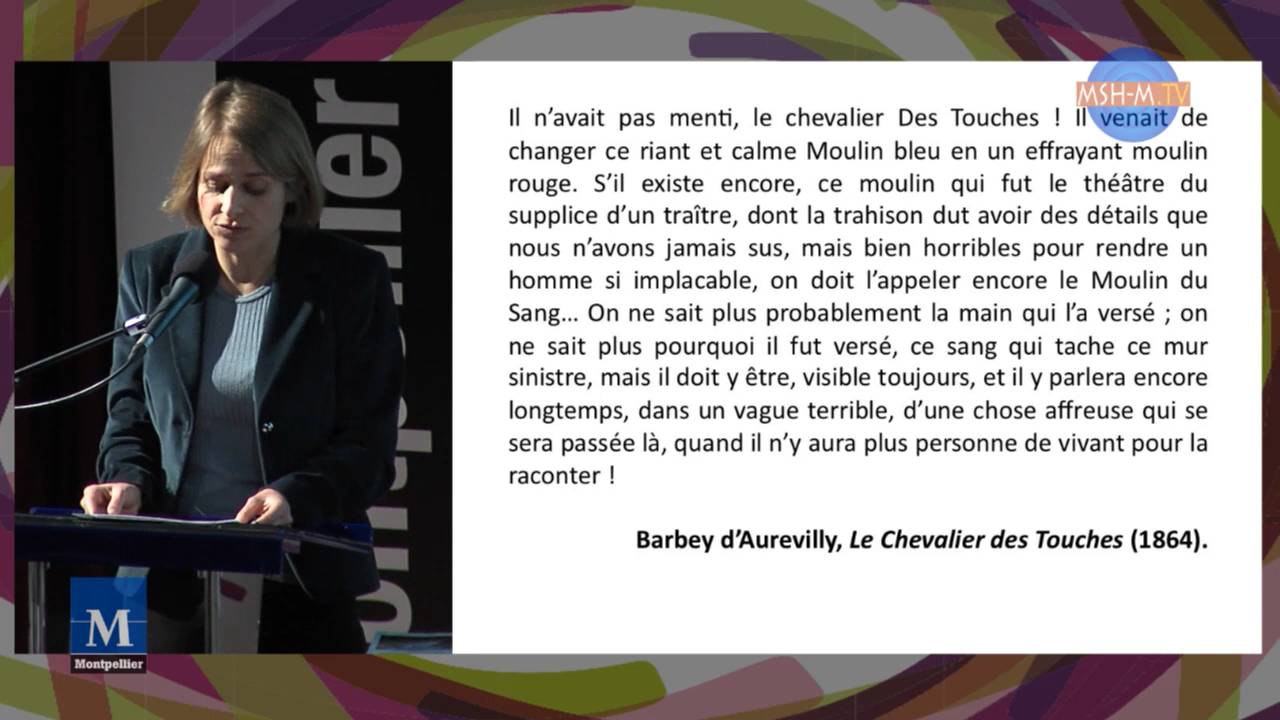 MSH-M.TV
Il n’avait pas menti, le chevalier Des Touches ! Il venait de
changer ce riant et calme Moulin bleu en un effrayant moulin
rouge. S’il existe encore, ce moulin qui fut le théâtre du
supplice d’un traître, dont la trahison dut avoir des détails que
nous n’avons jamais sus, mais bien horribles pour rendre un
homme si implacable, on doit l’appeler encore le Moulin du
Sang… On ne sait plus probablement la main qui l’a versé ; on
ne sait plus pourquoi il fut versé, ce sang qui tache ce mur
sinistre, mais il doit y être, visible toujours, et il y parlera encore
longtemps, dans un vague terrible, d’une chose affreuse qui se
sera passée là, quand il n’y aura plus personne de vivant pour la
raconter !
Barbey d’Aurevilly, Le Chevalier des Touches (1864).
M
Montpellier